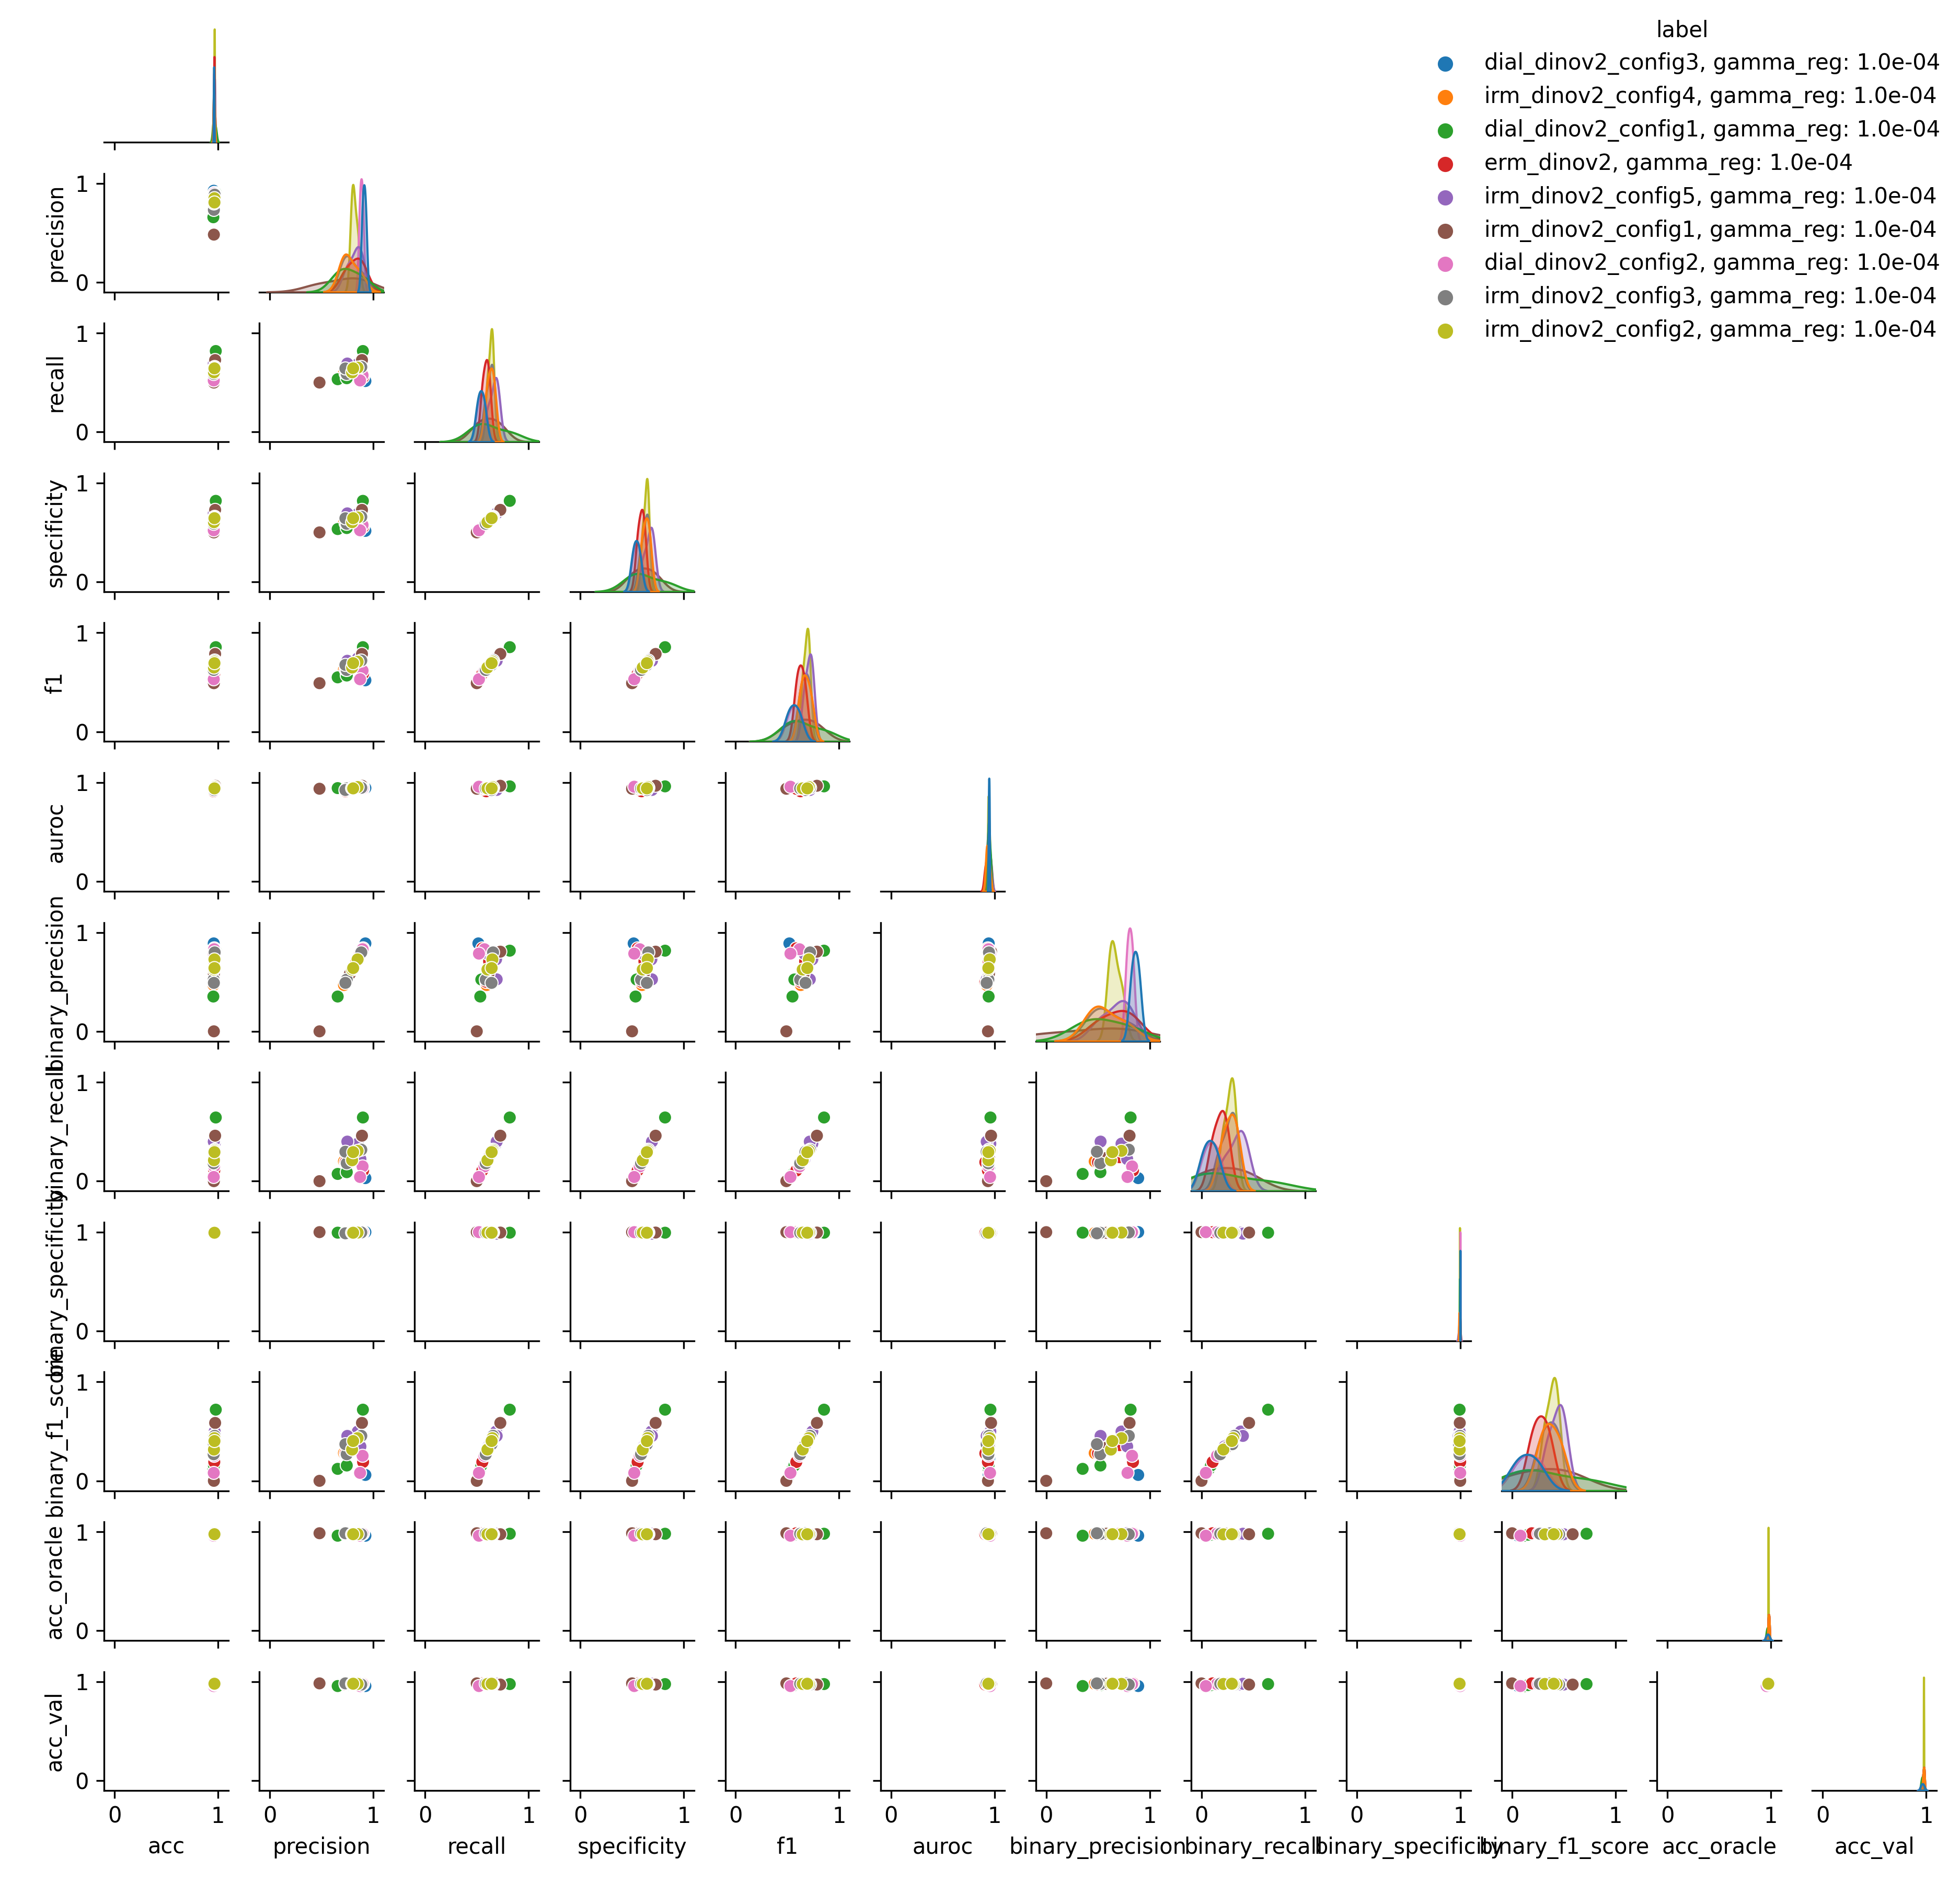 label
dial_dinov2_config3, gamma_reg: 1.0e-04
irm_dinov2_config4, gamma_reg: 1.0e-04
dial_dinov2_config1, gamma_reg: 1.0e-04
erm_dinov2, gamma_reg: 1.0e-04
irm_dinov2_config5, gamma_reg: 1.0e-04
irm_dinov2_config1, gamma_reg: 1.0e-04
dial_dinov2_config2, gamma_reg: 1.0e-04
irm_dinov2_config3, gamma_reg: 1.0e-04
irm_dinov2_config2, gamma_reg: 1.0e-04
precision
1
0
recall
1
0
specificity
1
0
f1
1
0
auroc
1
0
binary_precision
1
0
binary_recall
1
0
binary_specificity
1
0
binary_f1_score
1
0
acc_oracle
1
0
acc_val
1
0
0 1 0 1 0 1 0 1 0 1 0 1 0 1 0 1 0 1 0 1 0 1 0 1
acc precision recall specificity f1 auroc binary_precision binary_recall binary_specificity binary_f1_score acc_oracle acc_val